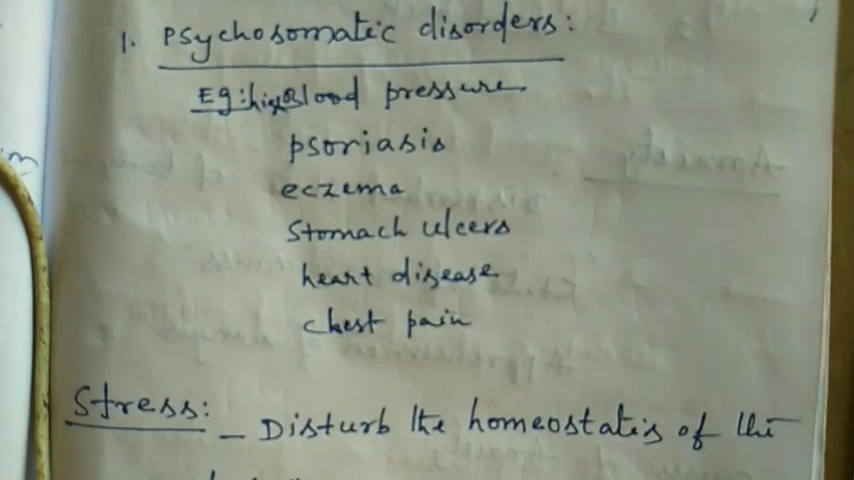 1. Psychosomatic disorders:
Eg: high Blood pressure
psoriasis
eczema
Stomach ulcers
heart disease
chest pain
Stress:
- Disturb the homeostatis of the